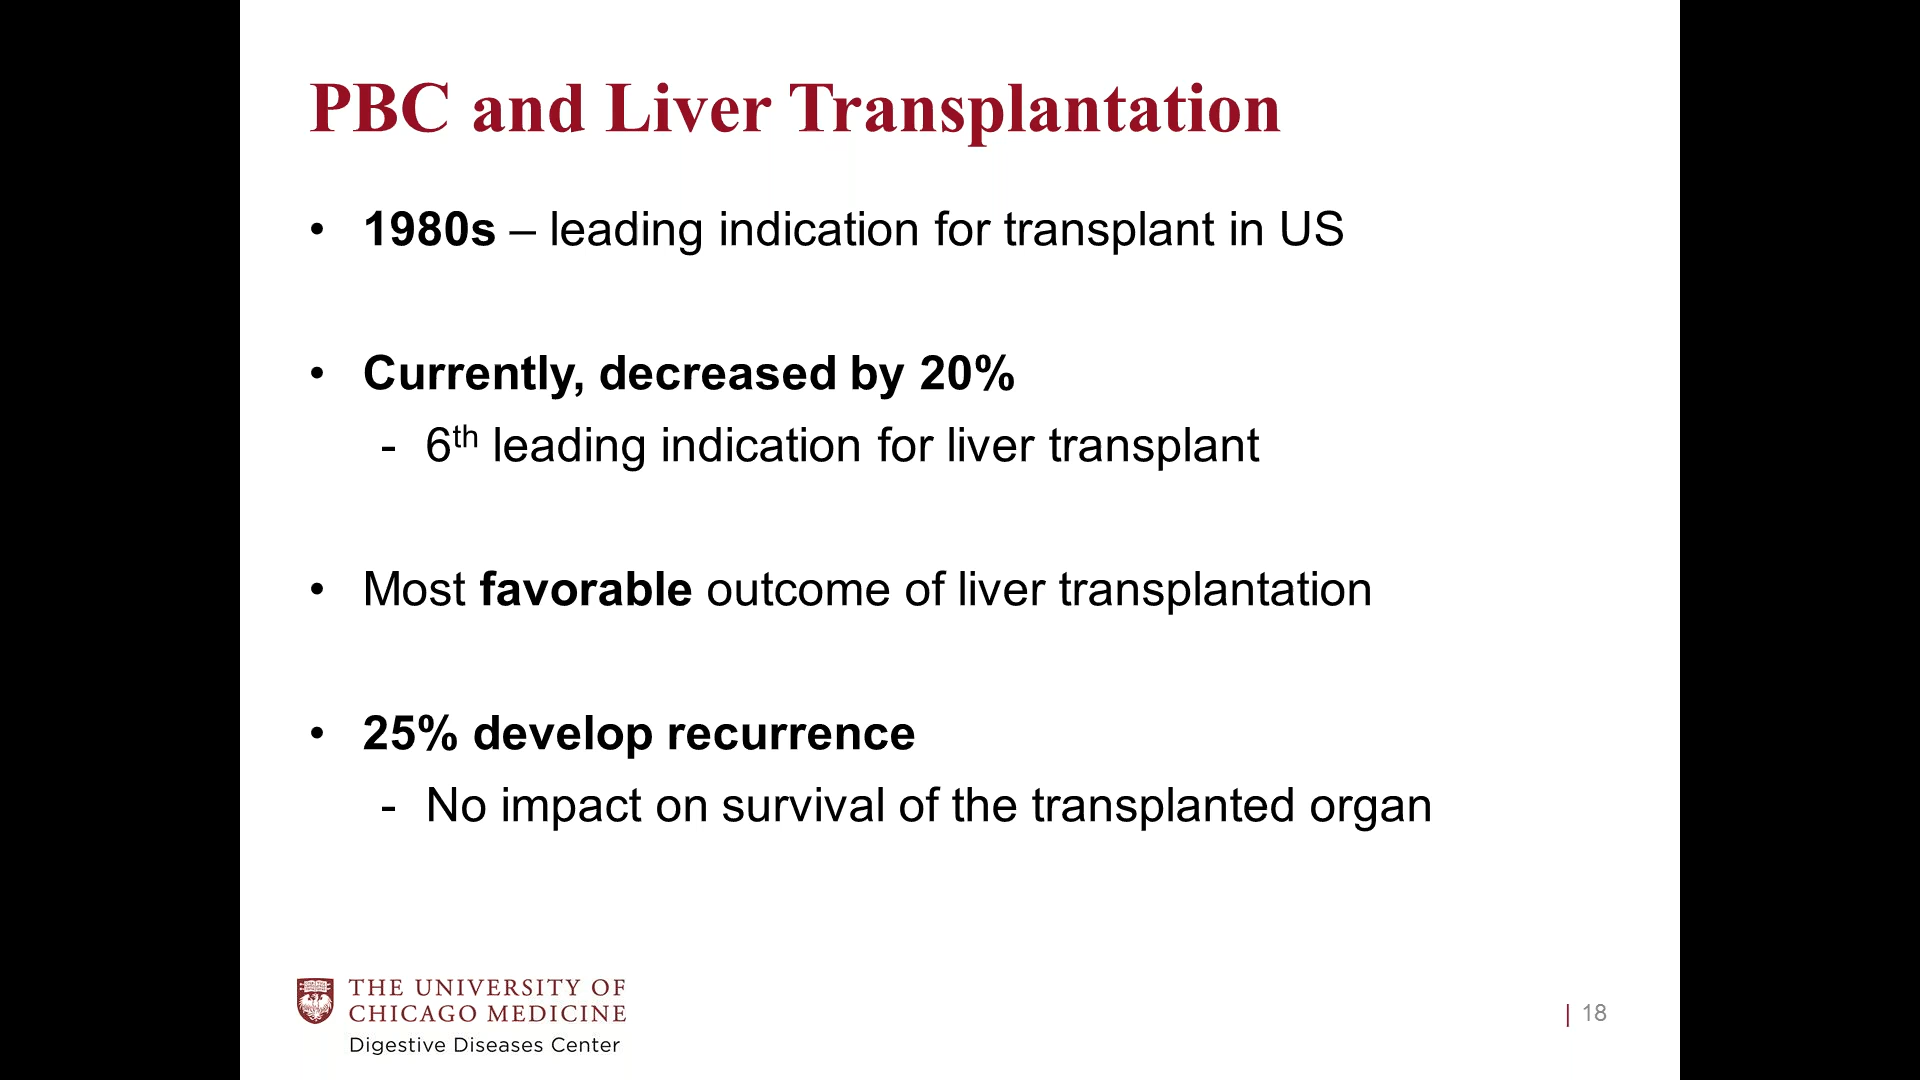 PBC and Liver Transplantation
• 1980s – leading indication for transplant in US
• Currently, decreased by 20%
- 6th leading indication for liver transplant
• Most favorable outcome of liver transplantation
• 25% develop recurrence
- No impact on survival of the transplanted organ
THE UNIVERSITY OF
CHICAGO MEDICINE
Digestive Diseases Center
| 18